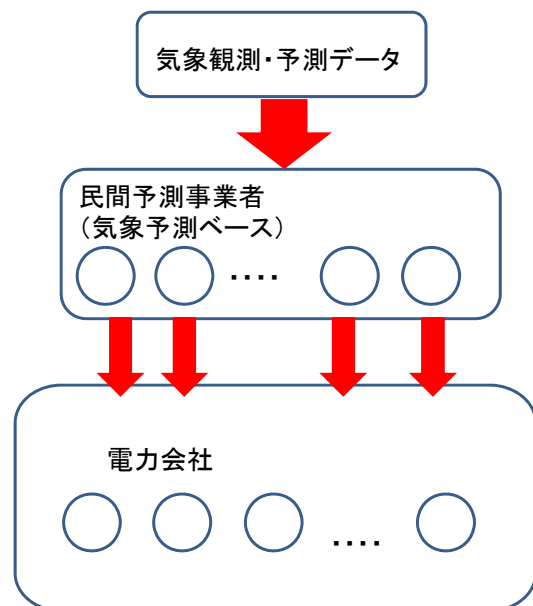 気象観測・予測データ
民間予測事業者
（気象予測ベース）
‥‥
電力会社
‥‥